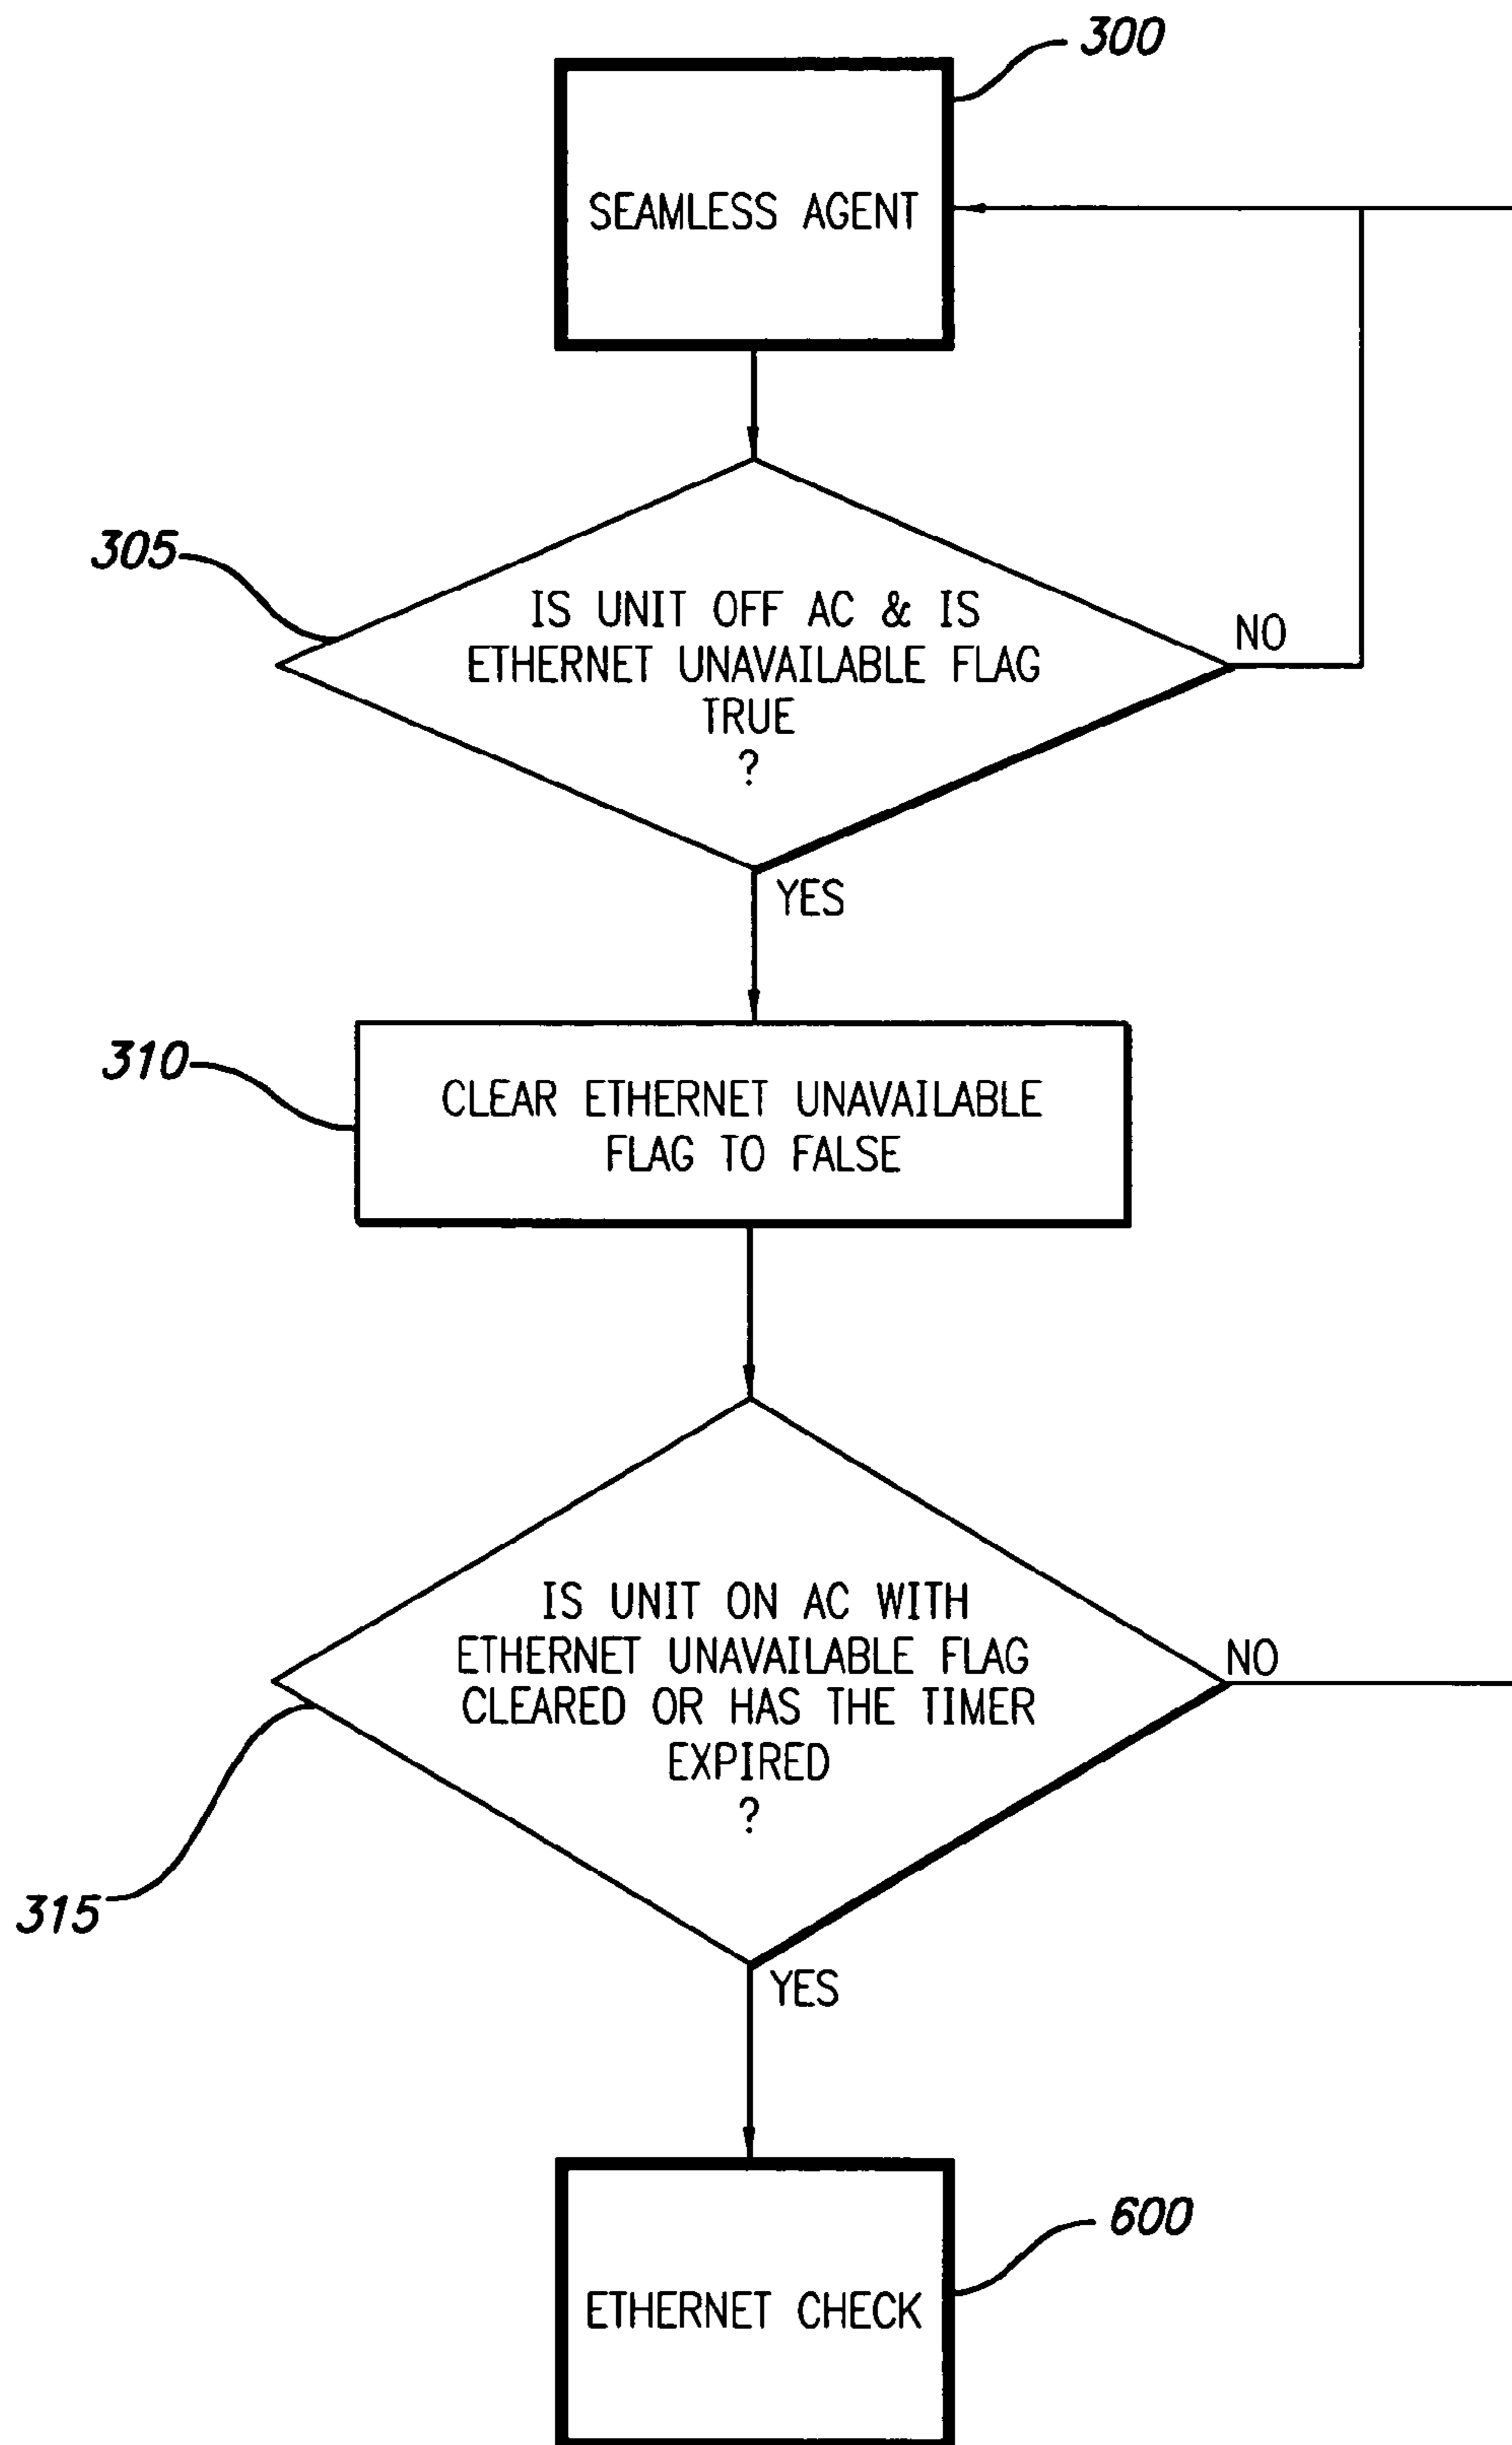 300
SEAMLESS AGENT
305
IS UNIT OFF AC & IS
ETHERNET UNAVAILABLE FLAG
TRUE
?
NO
YES
310
CLEAR ETHERNET UNAVAILABLE
FLAG TO FALSE
IS UNIT ON AC WITH
ETHERNET UNAVAILABLE FLAG
CLEARED OR HAS THE TIMER
EXPIRED
?
NO
315
YES
600
ETHERNET CHECK